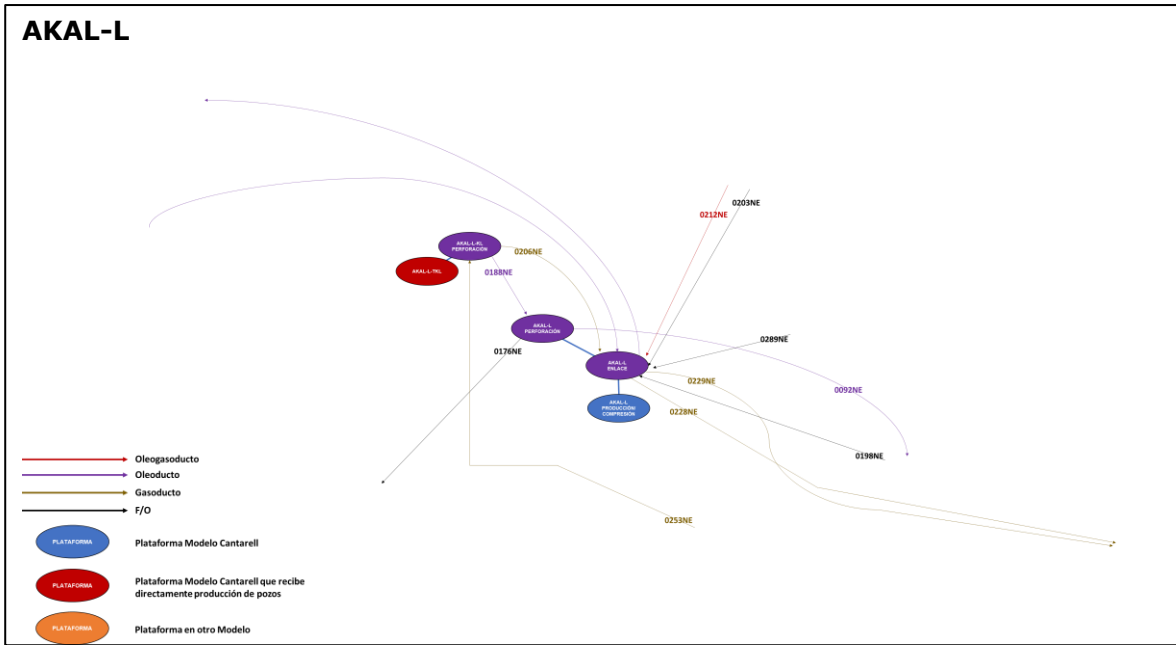 AKAL-L
0212NE
0203NE
AKAL-L-KL
PERFORACIÓN
0206NE
AKAL-L-TKL
0188NE
AKAL-L
PERFORACIÓN
0176NE
0289NE
AKAL-L
ENLACE
0229NE
0092NE
AKAL-L
PRODUCCIÓN/
COMPRESIÓN
0228NE
0198NE
0253NE
Oleogasoducto
Oleoducto
Gasoducto
F/O
PLATAFORMA
Plataforma Modelo Cantarell
PLATAFORMA
Plataforma Modelo Cantarell que recibe
directamente producción de pozos
PLATAFORMA
Plataforma en otro Modelo